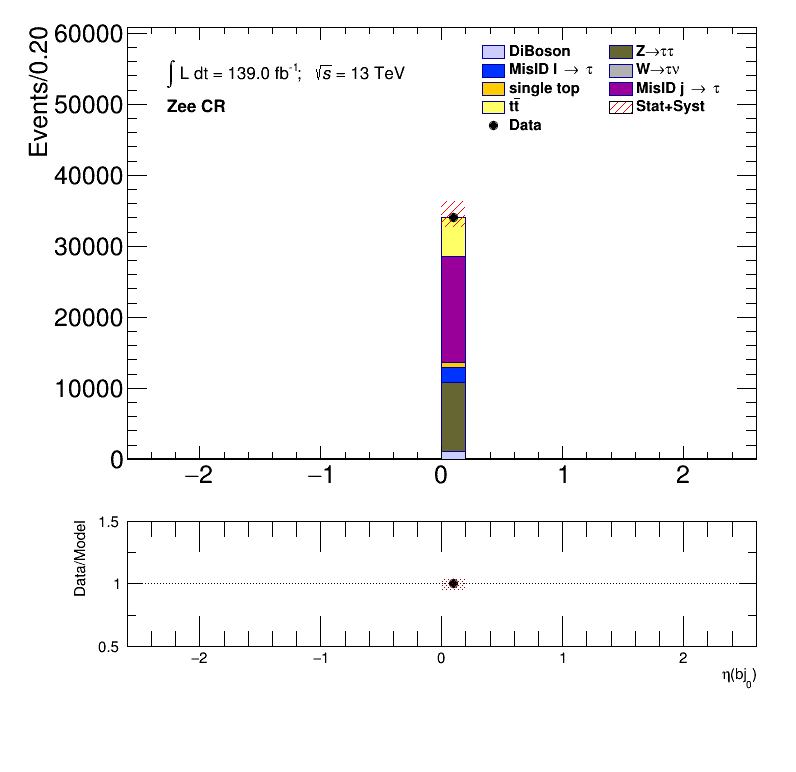 Events/0.20
60000
50000
40000
30000
20000
10000
0
∫ L dt = 139.0 fb⁻¹; √s = 13 TeV
Zee CR
DiBoson
Z→ττ
MisID l → τ
W→τν
single top
MisID j → τ
tt̄
Stat+Syst
Data
−2 −1 0 1 2
Data/Model
1.5
1
0.5
−2 −1 0 1 2
η(bj₀)